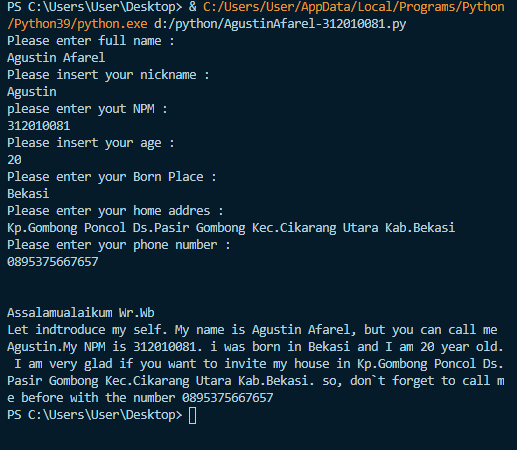 PS C:\Users\User\Desktop> & C:/Users/User/AppData/Local/Programs/Python
/Python39/python.exe d:/python/AgustinAfarel-312010081.py
Please enter full name :
Agustin Afarel
Please insert your nickname :
Agustin
please enter yout NPM :
312010081
Please insert your age :
20
Please enter your Born Place :
Bekasi
Please enter your home addres :
Kp.Gombong Poncol Ds.Pasir Gombong Kec.Cikarang Utara Kab.Bekasi
Please enter your phone number :
0895375667657
Assalamualaikum Wr.Wb
Let indtroduce my self. My name is Agustin Afarel, but you can call me
Agustin.My NPM is 312010081. i was born in Bekasi and I am 20 year old.
I am very glad if you want to invite my house in Kp.Gombong Poncol Ds.
Pasir Gombong Kec.Cikarang Utara Kab.Bekasi. so, don`t forget to call m
e before with the number 0895375667657
PS C:\Users\User\Desktop>